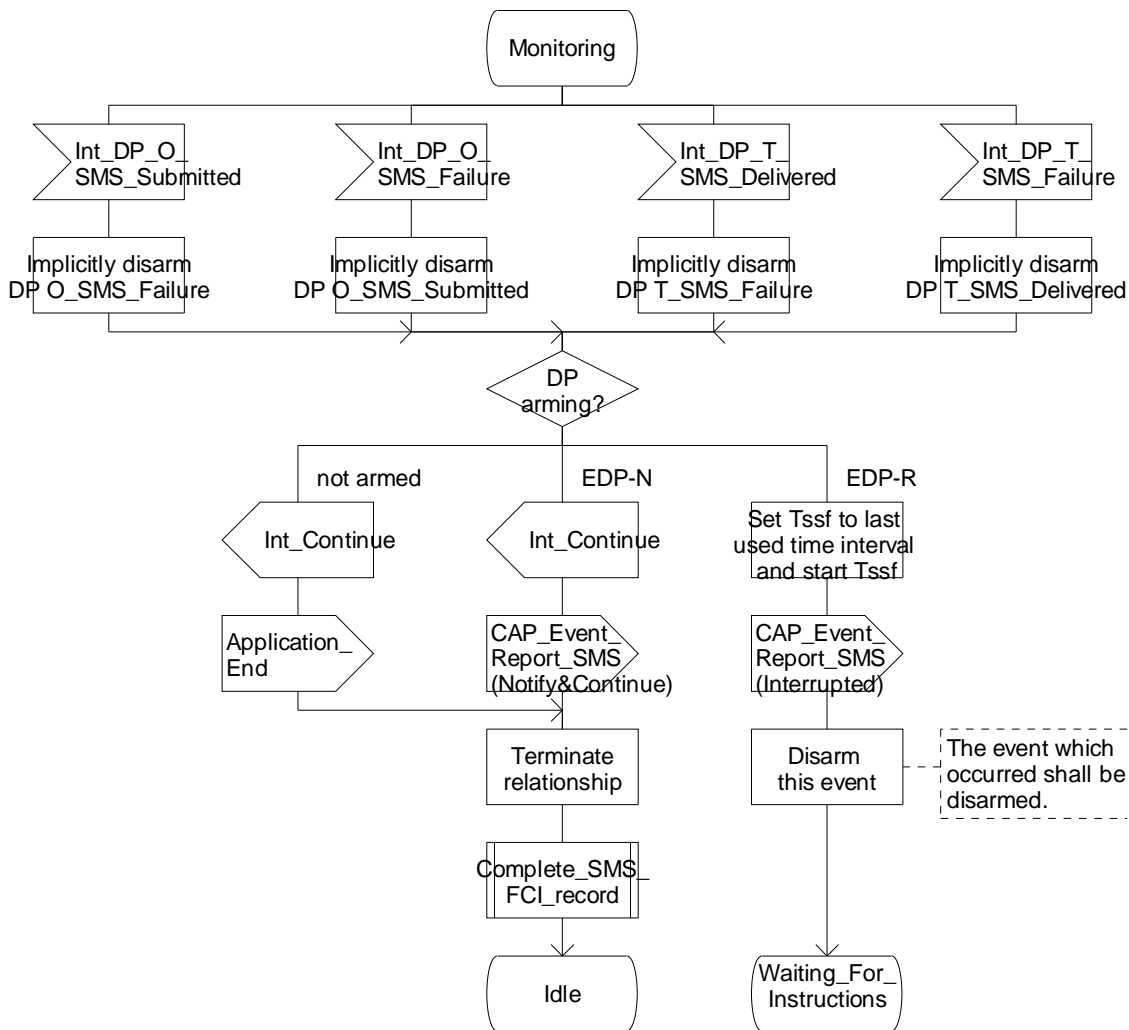 Monitoring
Int_DP_O_
SMS_Submitted
Int_DP_O_
SMS_Failure
Int_DP_T_
SMS_Delivered
Int_DP_T_
SMS_Failure
Implicitly disarm
DP O_SMS_Failure
Implicitly disarm
DP O_SMS_Submitted
Implicitly disarm
DP T_SMS_Failure
Implicitly disarm
DP T_SMS_Delivered
DP
arming?
not armed
EDP-N
EDP-R
Int_Continue
Int_Continue
Set Tssf to last
used time interval
and start Tssf
Application_
End
CAP_Event_
Report_SMS
(Notify&Continue)
CAP_Event_
Report_SMS
(Interrupted)
Terminate
relationship
Disarm
this event
The event which
occurred shall be
disarmed.
Complete_SMS_
FCI_record
Idle
Waiting_For_
Instructions